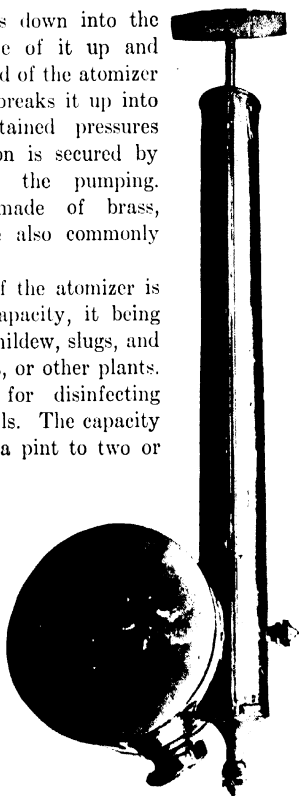 s down into the
e of it up and
d of the atomizer
breaks it up into
tained pressures
on is secured by
the pumping.
made of brass,
also commonly
f the atomizer is
apacity, it being
mildew, slugs, and
, or other plants.
for disinfecting
ls. The capacity
a pint to two or